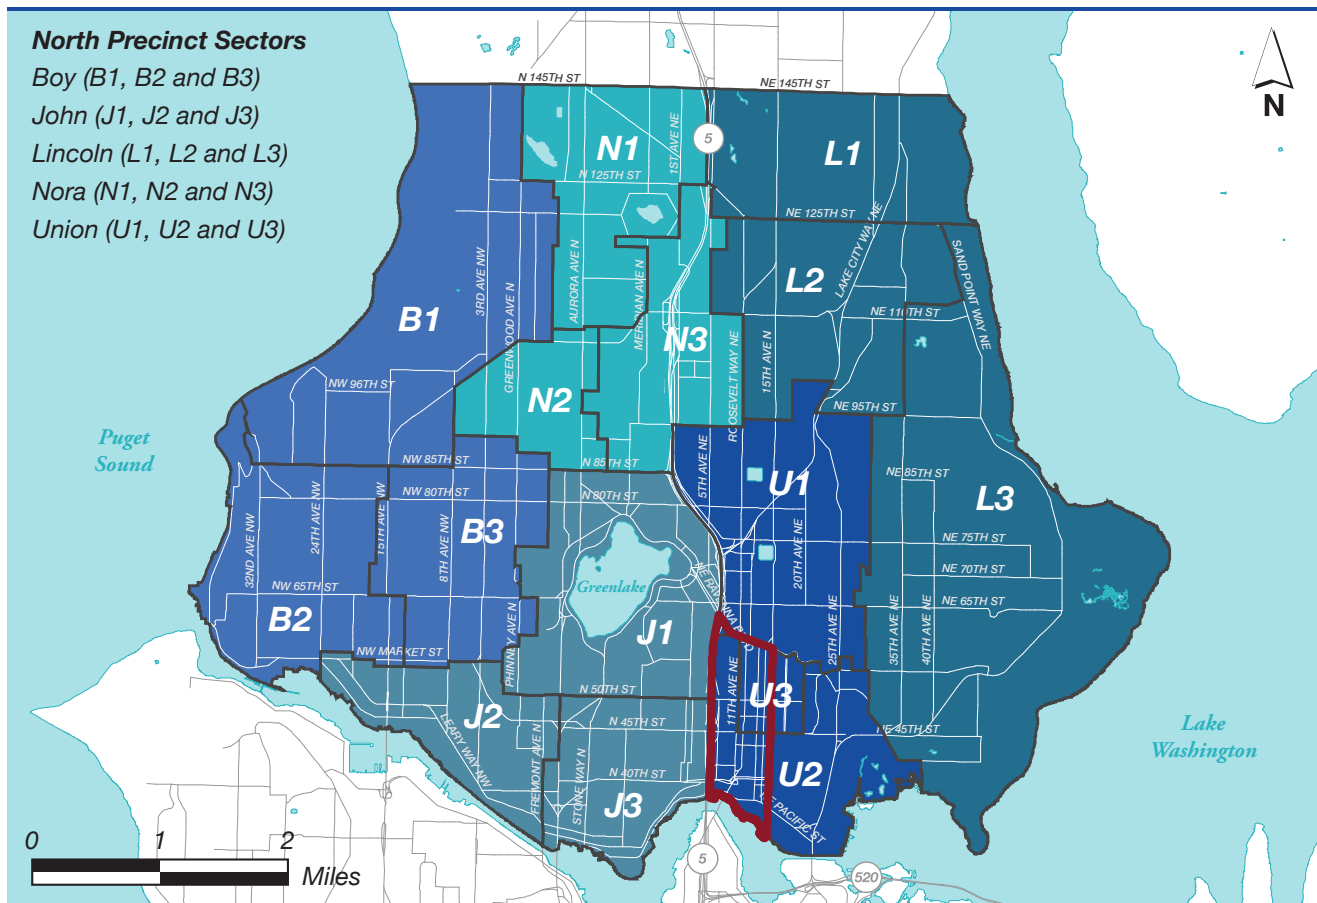 North Precinct Sectors
Boy (B1, B2 and B3)
John (J1, J2 and J3)
Lincoln (L1, L2 and L3)
Nora (N1, N2 and N3)
Union (U1, U2 and U3)
N 145TH ST
NE 145TH ST
N
5
N1
1ST AVE NE
L1
N 125TH ST
NE 125TH ST
LAKE CITY WAY NE
SAND POINT WAY NE
3RD AVE NW
GREENWOOD AVE N
AURORA AVE N
MERIDIAN AVE N
L2
B1
NE 110TH ST
N3
ROOSEVELT WAY NE
15TH AVE N
NW 96TH ST
N2
NE 95TH ST
Puget
Sound
NW 85TH ST
N 85TH ST
5TH AVE NE
NE 85TH ST
U1
NW 80TH ST
N 80TH ST
L3
32ND AVE NW
24TH AVE NW
15TH AVE NW
8TH AVE NW
B3
20TH AVE NE
NE 75TH ST
NE 70TH ST
NW 65TH ST
Greenlake
NE RAVENNA BLVD
NE 65TH ST
B2
J1
25TH AVE NE
35TH AVE NE
40TH AVE NE
PHINNEY AVE N
NW MARKET ST
N 50TH ST
11TH AVE NE
U3
J2
LEARY WAY NW
N 45TH ST
NE 45TH ST
Lake
Washington
FREMONT AVE N
STONE WAY N
N 40TH ST
U2
J3
NE PACIFIC ST
0
1
2
Miles
5
520